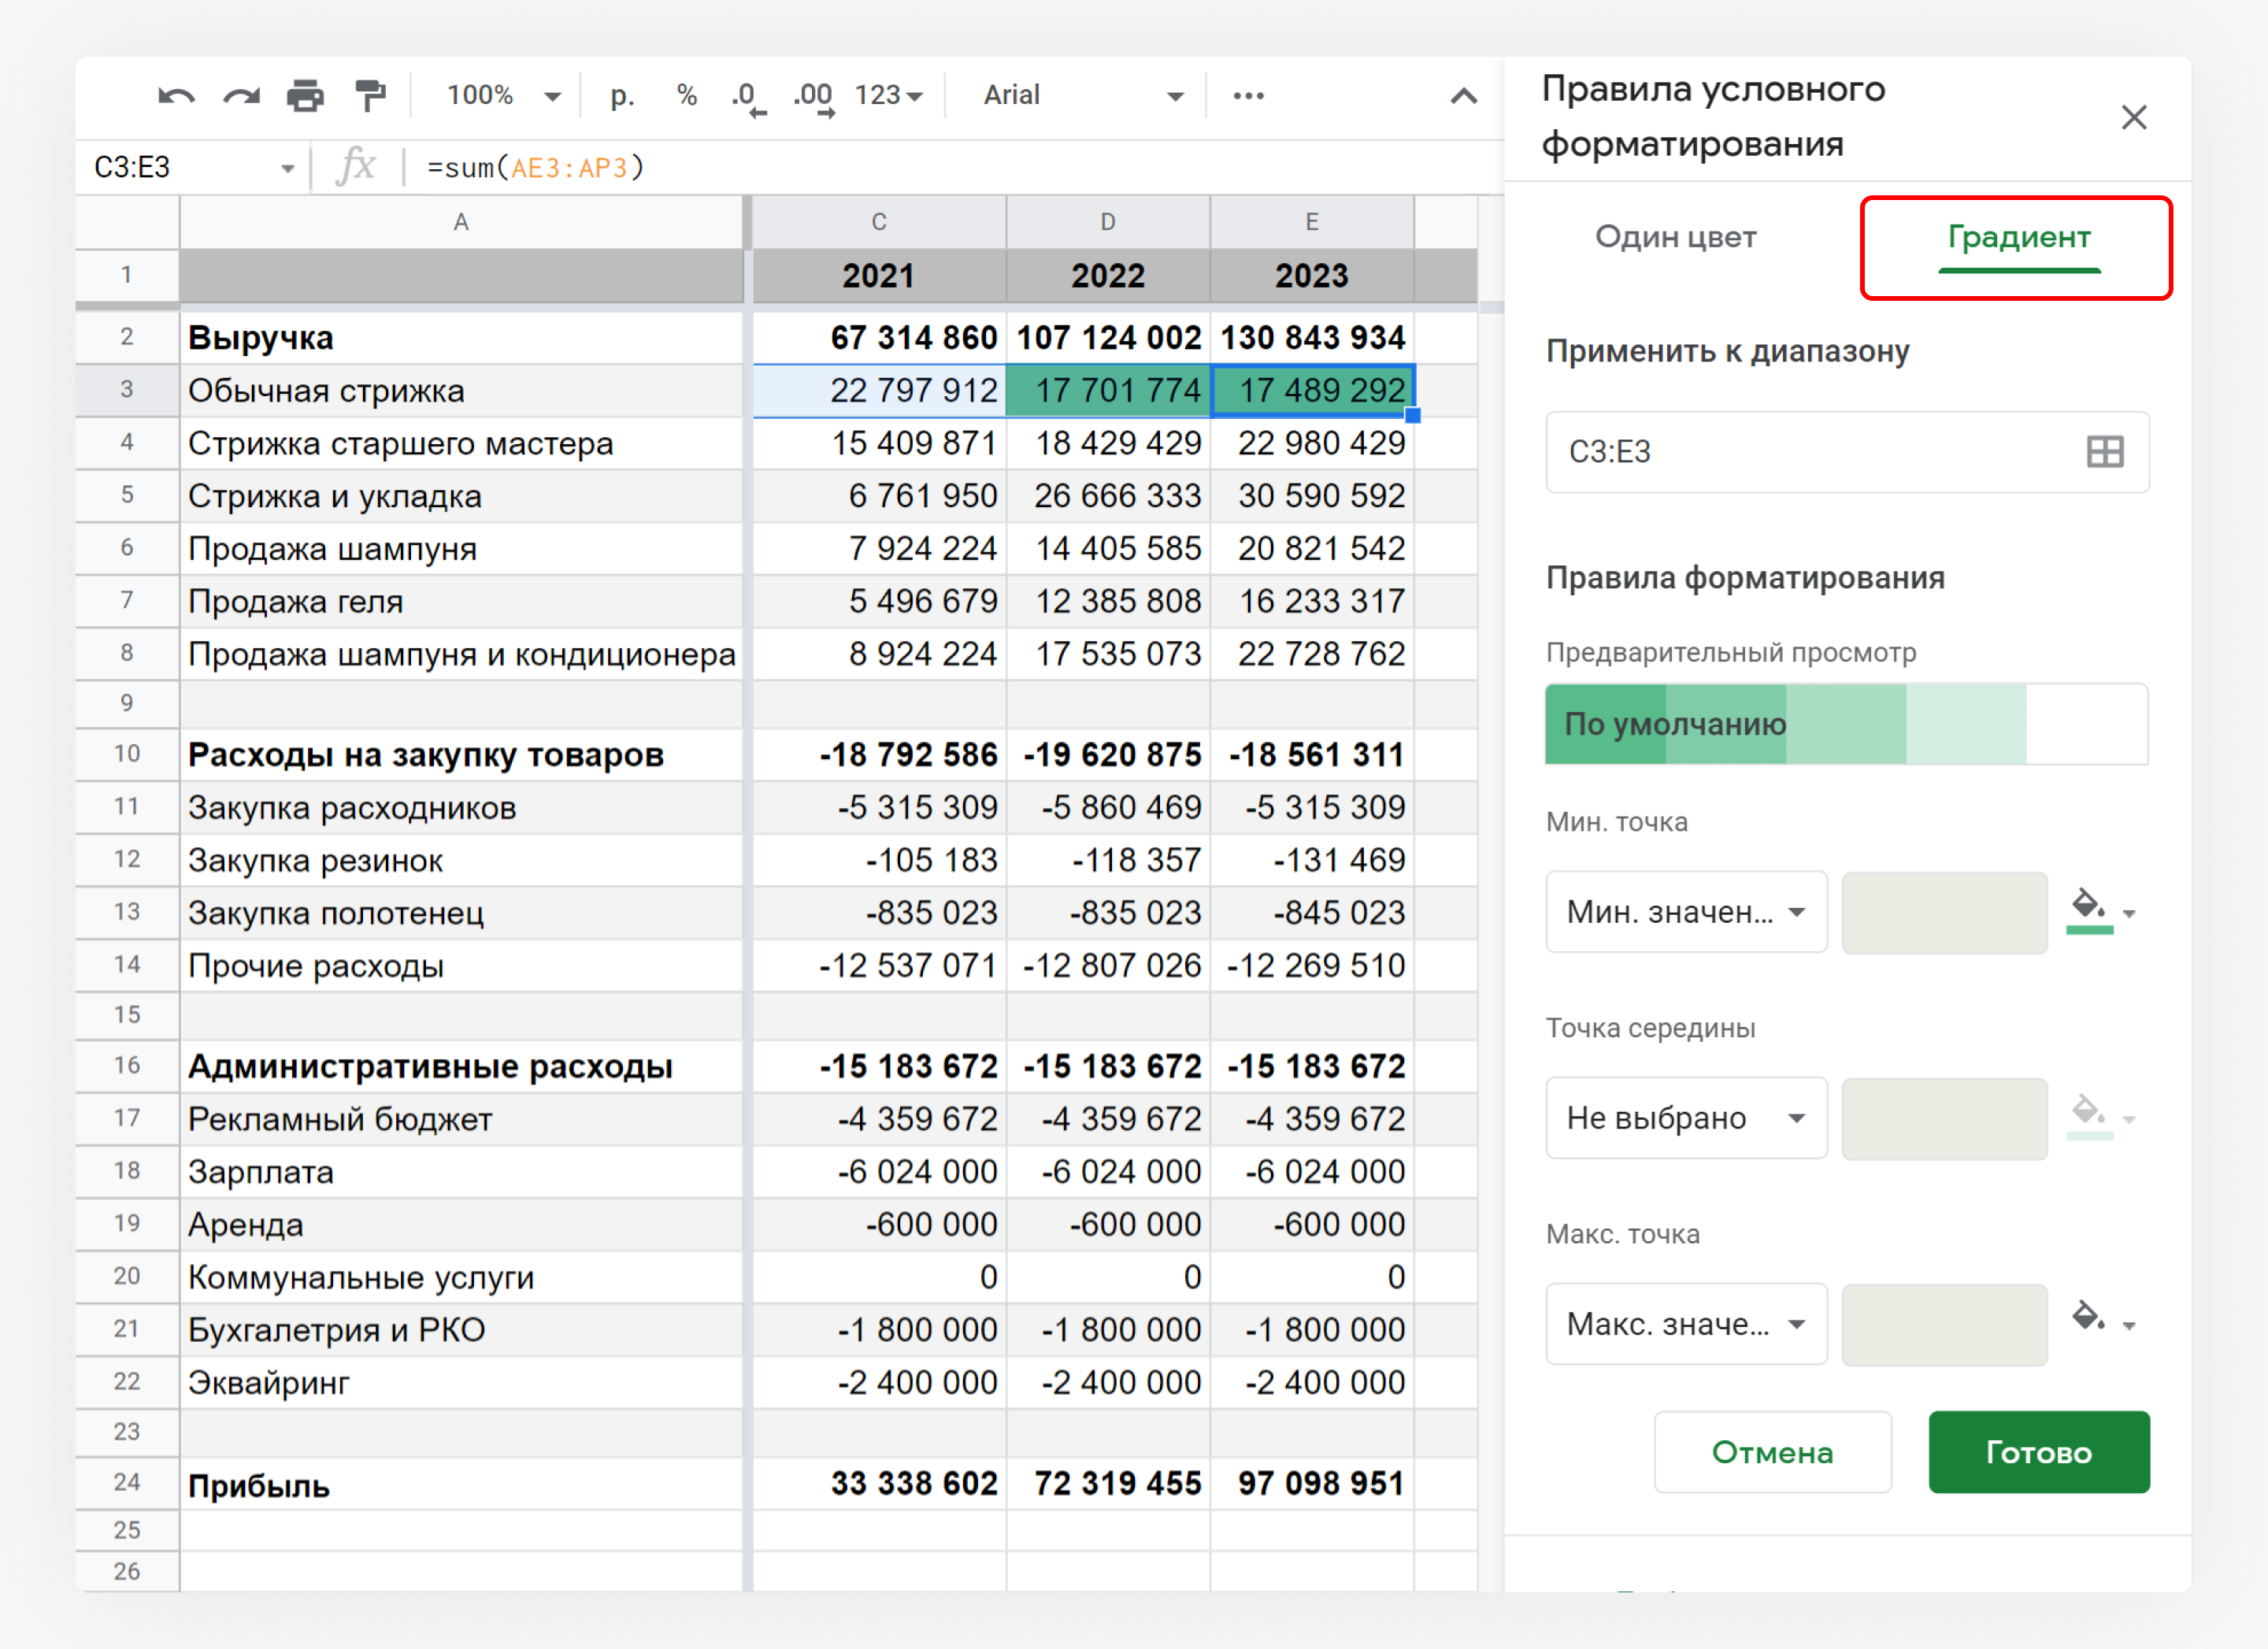 100% р. % .0 .00 123 Arial
C3:E3 fx =sum(AE3:AP3)
A C D E
1 2021 2022 2023
2 Выручка 67 314 860 107 124 002 130 843 934
3 Обычная стрижка 22 797 912 17 701 774 17 489 292
4 Стрижка старшего мастера 15 409 871 18 429 429 22 980 429
5 Стрижка и укладка 6 761 950 26 666 333 30 590 592
6 Продажа шампуня 7 924 224 14 405 585 20 821 542
7 Продажа геля 5 496 679 12 385 808 16 233 317
8 Продажа шампуня и кондиционера 8 924 224 17 535 073 22 728 762
9
10 Расходы на закупку товаров -18 792 586 -19 620 875 -18 561 311
11 Закупка расходников -5 315 309 -5 860 469 -5 315 309
12 Закупка резинок -105 183 -118 357 -131 469
13 Закупка полотенец -835 023 -835 023 -845 023
14 Прочие расходы -12 537 071 -12 807 026 -12 269 510
15
16 Административные расходы -15 183 672 -15 183 672 -15 183 672
17 Рекламный бюджет -4 359 672 -4 359 672 -4 359 672
18 Зарплата -6 024 000 -6 024 000 -6 024 000
19 Аренда -600 000 -600 000 -600 000
20 Коммунальные услуги 0 0 0
21 Бухгалетрия и РКО -1 800 000 -1 800 000 -1 800 000
22 Эквайринг -2 400 000 -2 400 000 -2 400 000
23
24 Прибыль 33 338 602 72 319 455 97 098 951
25
26
Правила условного
форматирования
Один цвет Градиент
Применить к диапазону
C3:E3
Правила форматирования
Предварительный просмотр
По умолчанию
Мин. точка
Мин. значен...
Точка середины
Не выбрано
Макс. точка
Макс. значе...
Отмена Готово